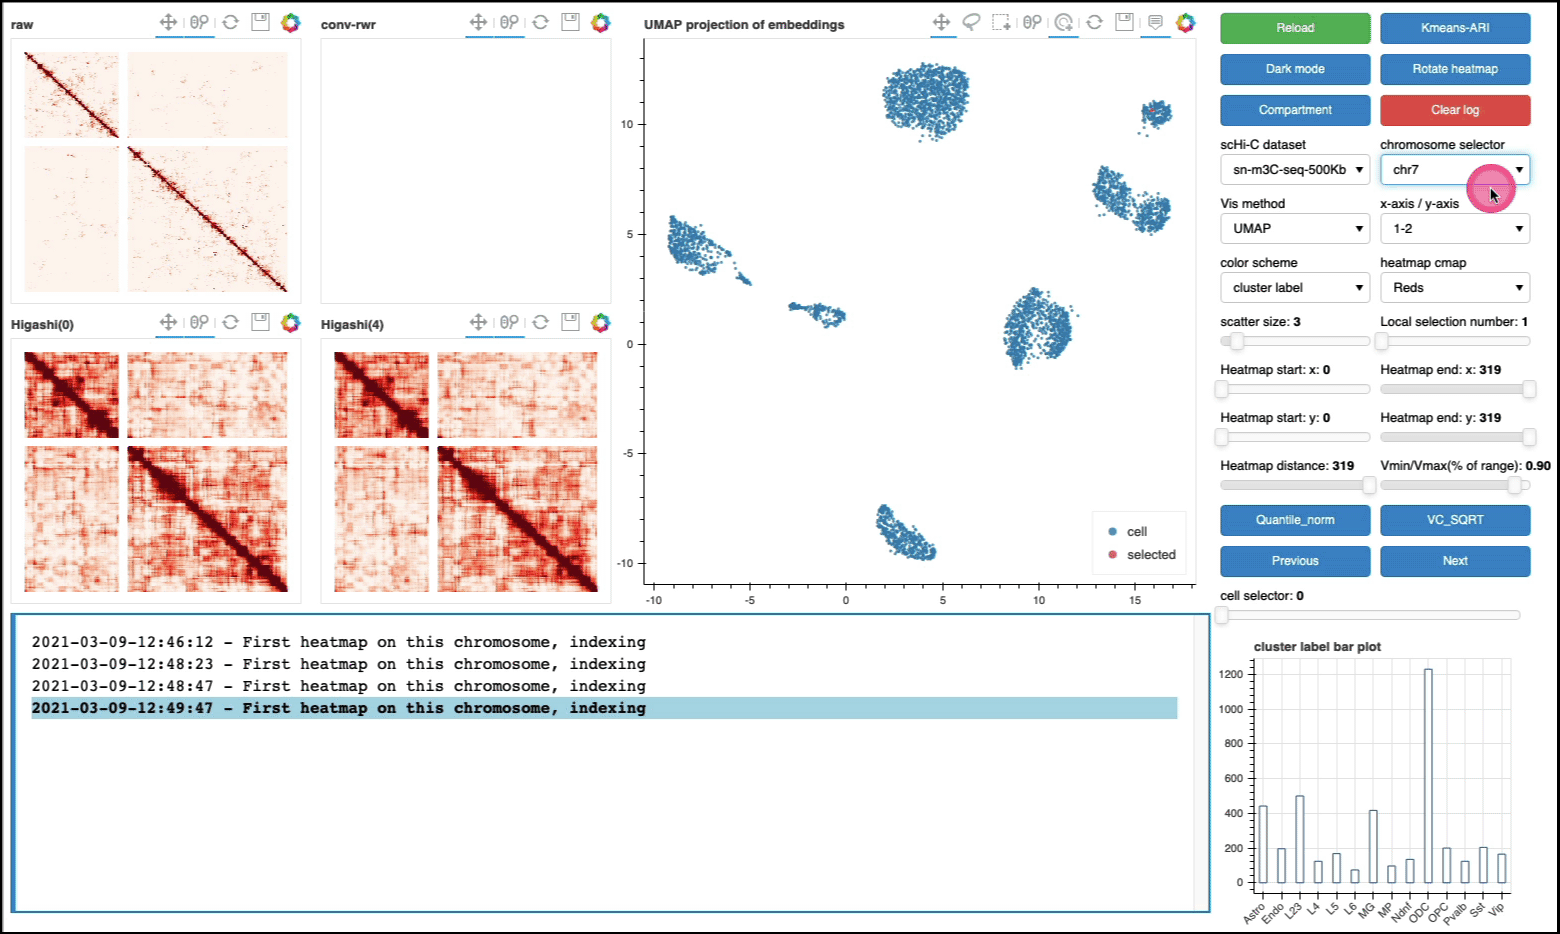 raw
conv-rwr
UMAP projection of embeddings
10
5
0
-5
-10
-10
-5
0
5
10
15
cell
selected
Higashi(0)
Higashi(4)
2021-03-09-12:46:12 - First heatmap on this chromosome, indexing
2021-03-09-12:48:23 - First heatmap on this chromosome, indexing
2021-03-09-12:48:47 - First heatmap on this chromosome, indexing
2021-03-09-12:49:47 - First heatmap on this chromosome, indexing
Reload
Kmeans-ARI
Dark mode
Rotate heatmap
Compartment
Clear log
scHi-C dataset
chromosome selector
sn-m3C-seq-500Kb
chr7
Vis method
x-axis / y-axis
UMAP
1-2
color scheme
heatmap cmap
cluster label
Reds
scatter size: 3
Local selection number: 1
Heatmap start: x: 0
Heatmap end: x: 319
Heatmap start: y: 0
Heatmap end: y: 319
Heatmap distance: 319
Vmin/Vmax(% of range): 0.90
Quantile_norm
VC_SQRT
Previous
Next
cell selector: 0
cluster label bar plot
1200
1000
800
600
400
200
0
Astro
Endo
L23
L4
L5
L6
MG
MP
Ndnf
ODC
OPC
Pvalb
Sst
Vip